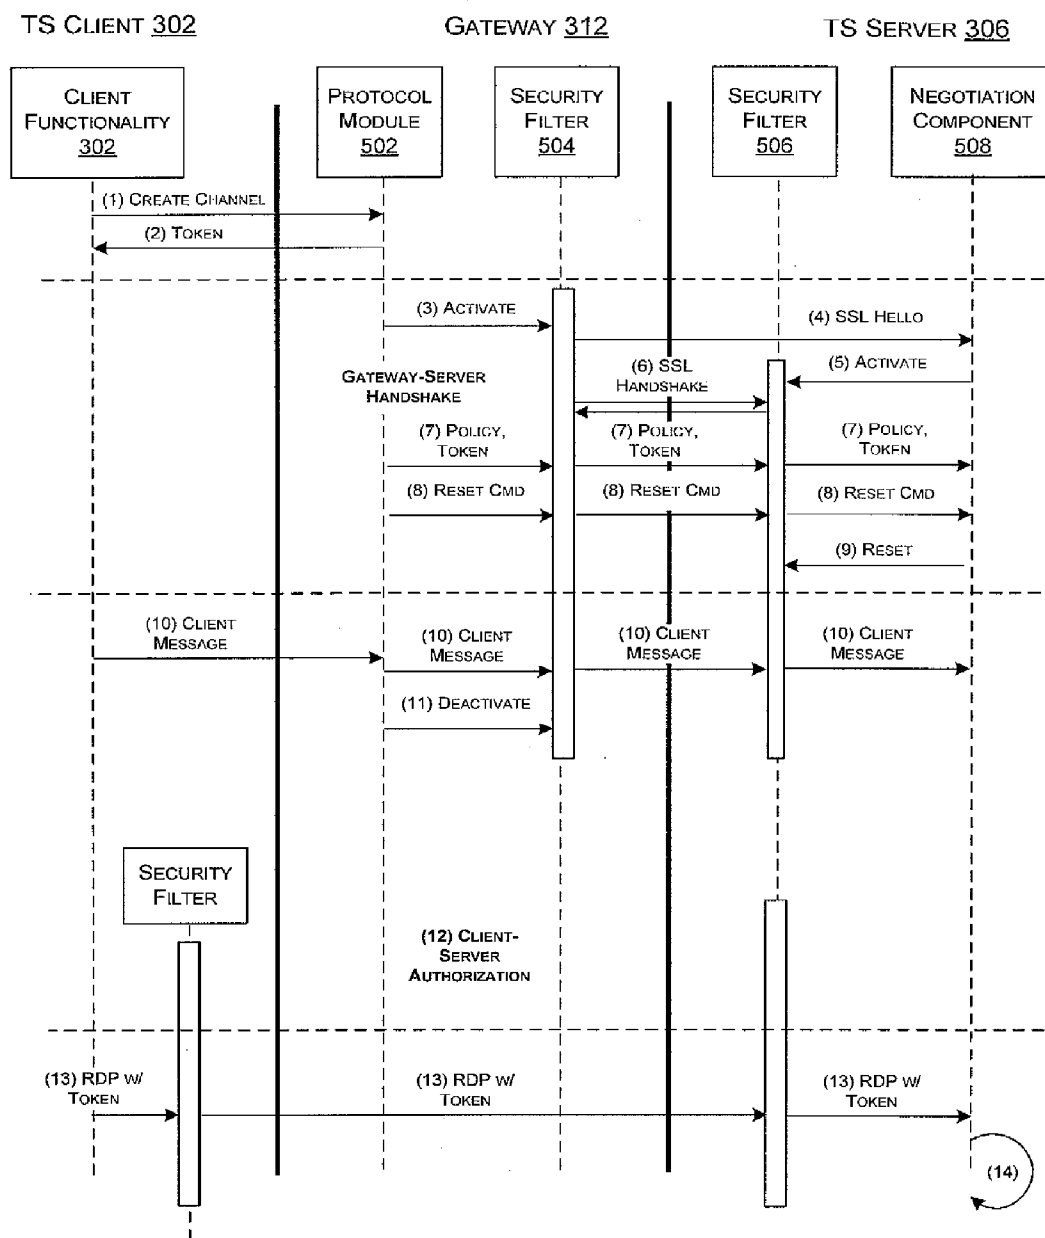 TS CLIENT 302
GATEWAY 312
TS SERVER 306
CLIENT
FUNCTIONALITY
302
PROTOCOL
MODULE
502
SECURITY
FILTER
504
SECURITY
FILTER
506
NEGOTIATION
COMPONENT
508
(1) CREATE CHANNEL
(2) TOKEN
(3) ACTIVATE
(4) SSL HELLO
(5) ACTIVATE
(6) SSL
HANDSHAKE
GATEWAY-SERVER
HANDSHAKE
(7) POLICY,
TOKEN
(7) POLICY,
TOKEN
(7) POLICY,
TOKEN
(8) RESET CMD
(8) RESET CMD
(8) RESET CMD
(9) RESET
(10) CLIENT
MESSAGE
(10) CLIENT
MESSAGE
(10) CLIENT
MESSAGE
(10) CLIENT
MESSAGE
(11) DEACTIVATE
SECURITY
FILTER
(12) CLIENT-
SERVER
AUTHORIZATION
(13) RDP W/
TOKEN
(13) RDP W/
TOKEN
(13) RDP W/
TOKEN
(14)